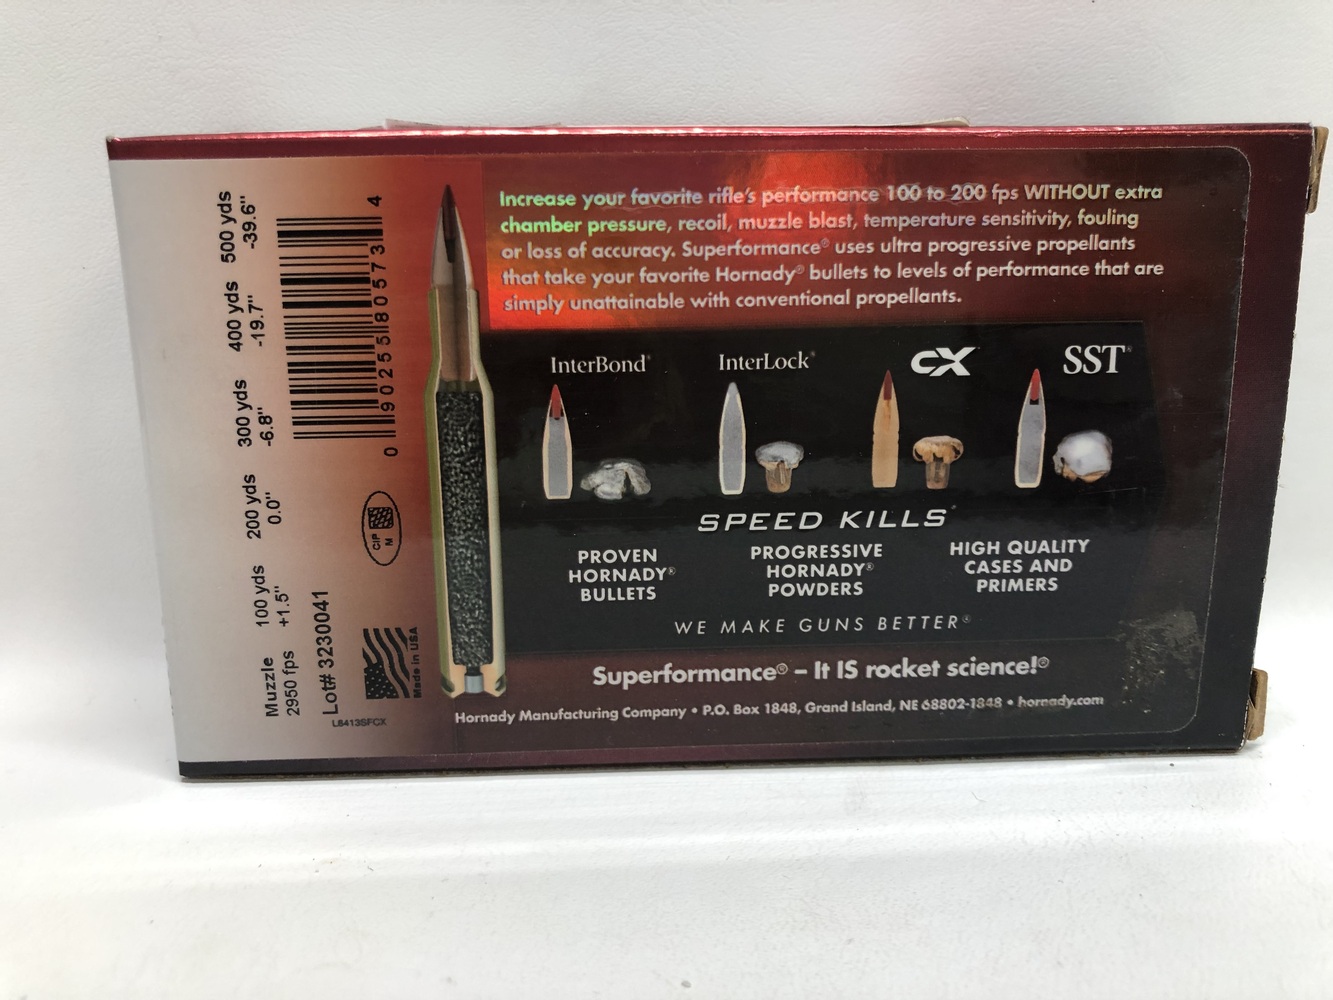 Muzzle 100 yds 200 yds 300 yds 400 yds 500 yds
2950 fps +1.5" 0.0" -6.8" -19.7" -39.6"
Lot# 3230041
L8413SFCX
Made in USA
CIP
M
0 90255 80573 4
Increase your favorite rifle's performance 100 to 200 fps WITHOUT extra
chamber pressure, recoil, muzzle blast, temperature sensitivity, fouling
or loss of accuracy. Superformance® uses ultra progressive propellants
that take your favorite Hornady® bullets to levels of performance that are
simply unattainable with conventional propellants.
InterBond® InterLock® CX™ SST®
SPEED KILLS
PROVEN
HORNADY®
BULLETS
PROGRESSIVE
HORNADY®
POWDERS
HIGH QUALITY
CASES AND
PRIMERS
WE MAKE GUNS BETTER®
Superformance® – It IS rocket science!®
Hornady Manufacturing Company • P.O. Box 1848, Grand Island, NE 68802-1848 • hornady.com